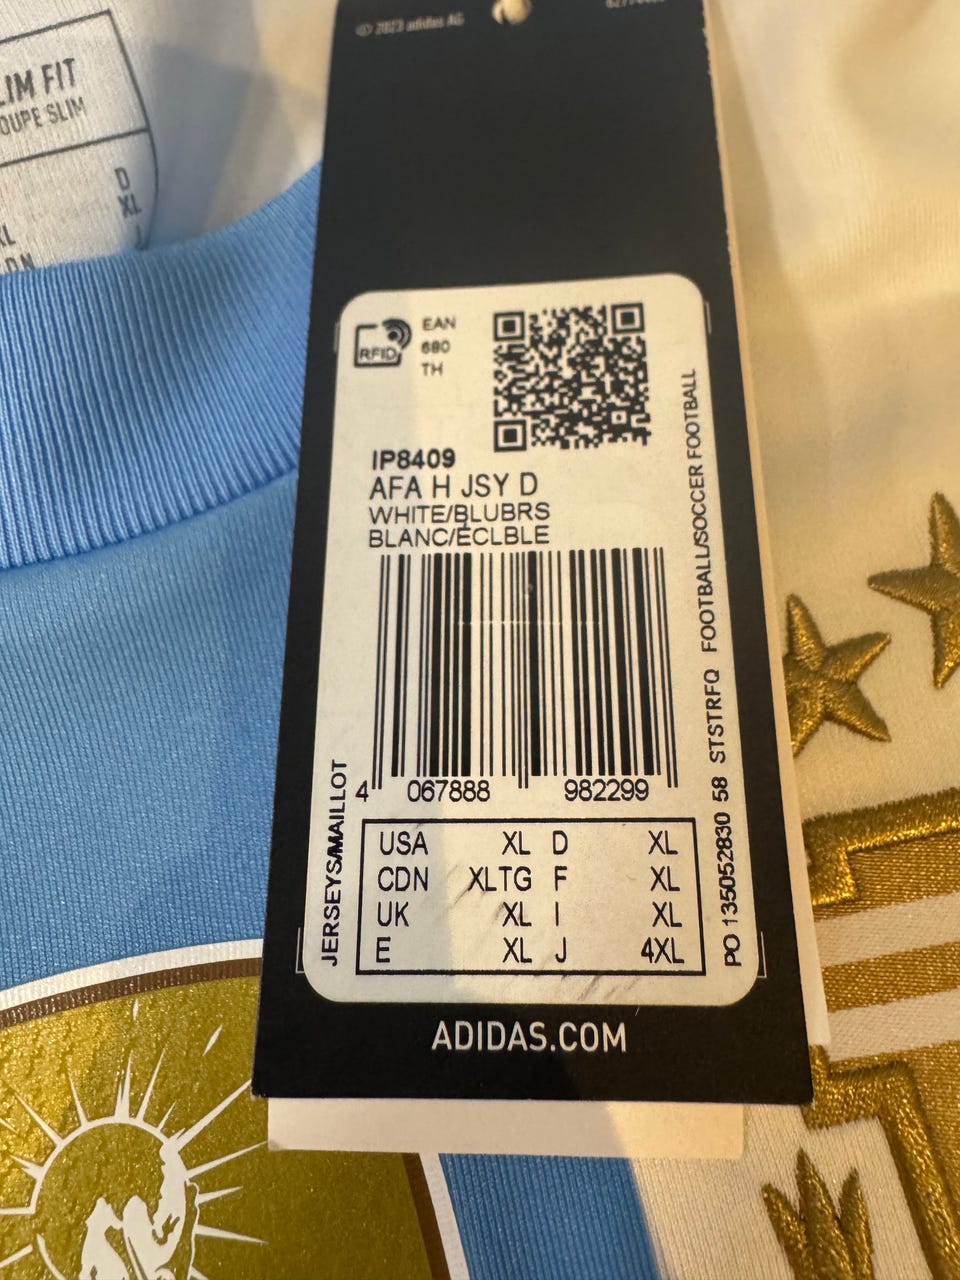 © 2023 adidas AG
SLIM FIT
COUPE SLIM
D
XL
RFID
EAN
680
TH
IP8409
AFA H JSY D
WHITE/BLUBRS
BLANC/ÉCLBLE
4 067888 982299
USA XL D XL
CDN XLTG F XL
UK XL I XL
E XL J 4XL
JERSEYS/MAILLOT
PO 135052830 58 STSTRFQ FOOTBALL/SOCCER FOOTBALL
ADIDAS.COM